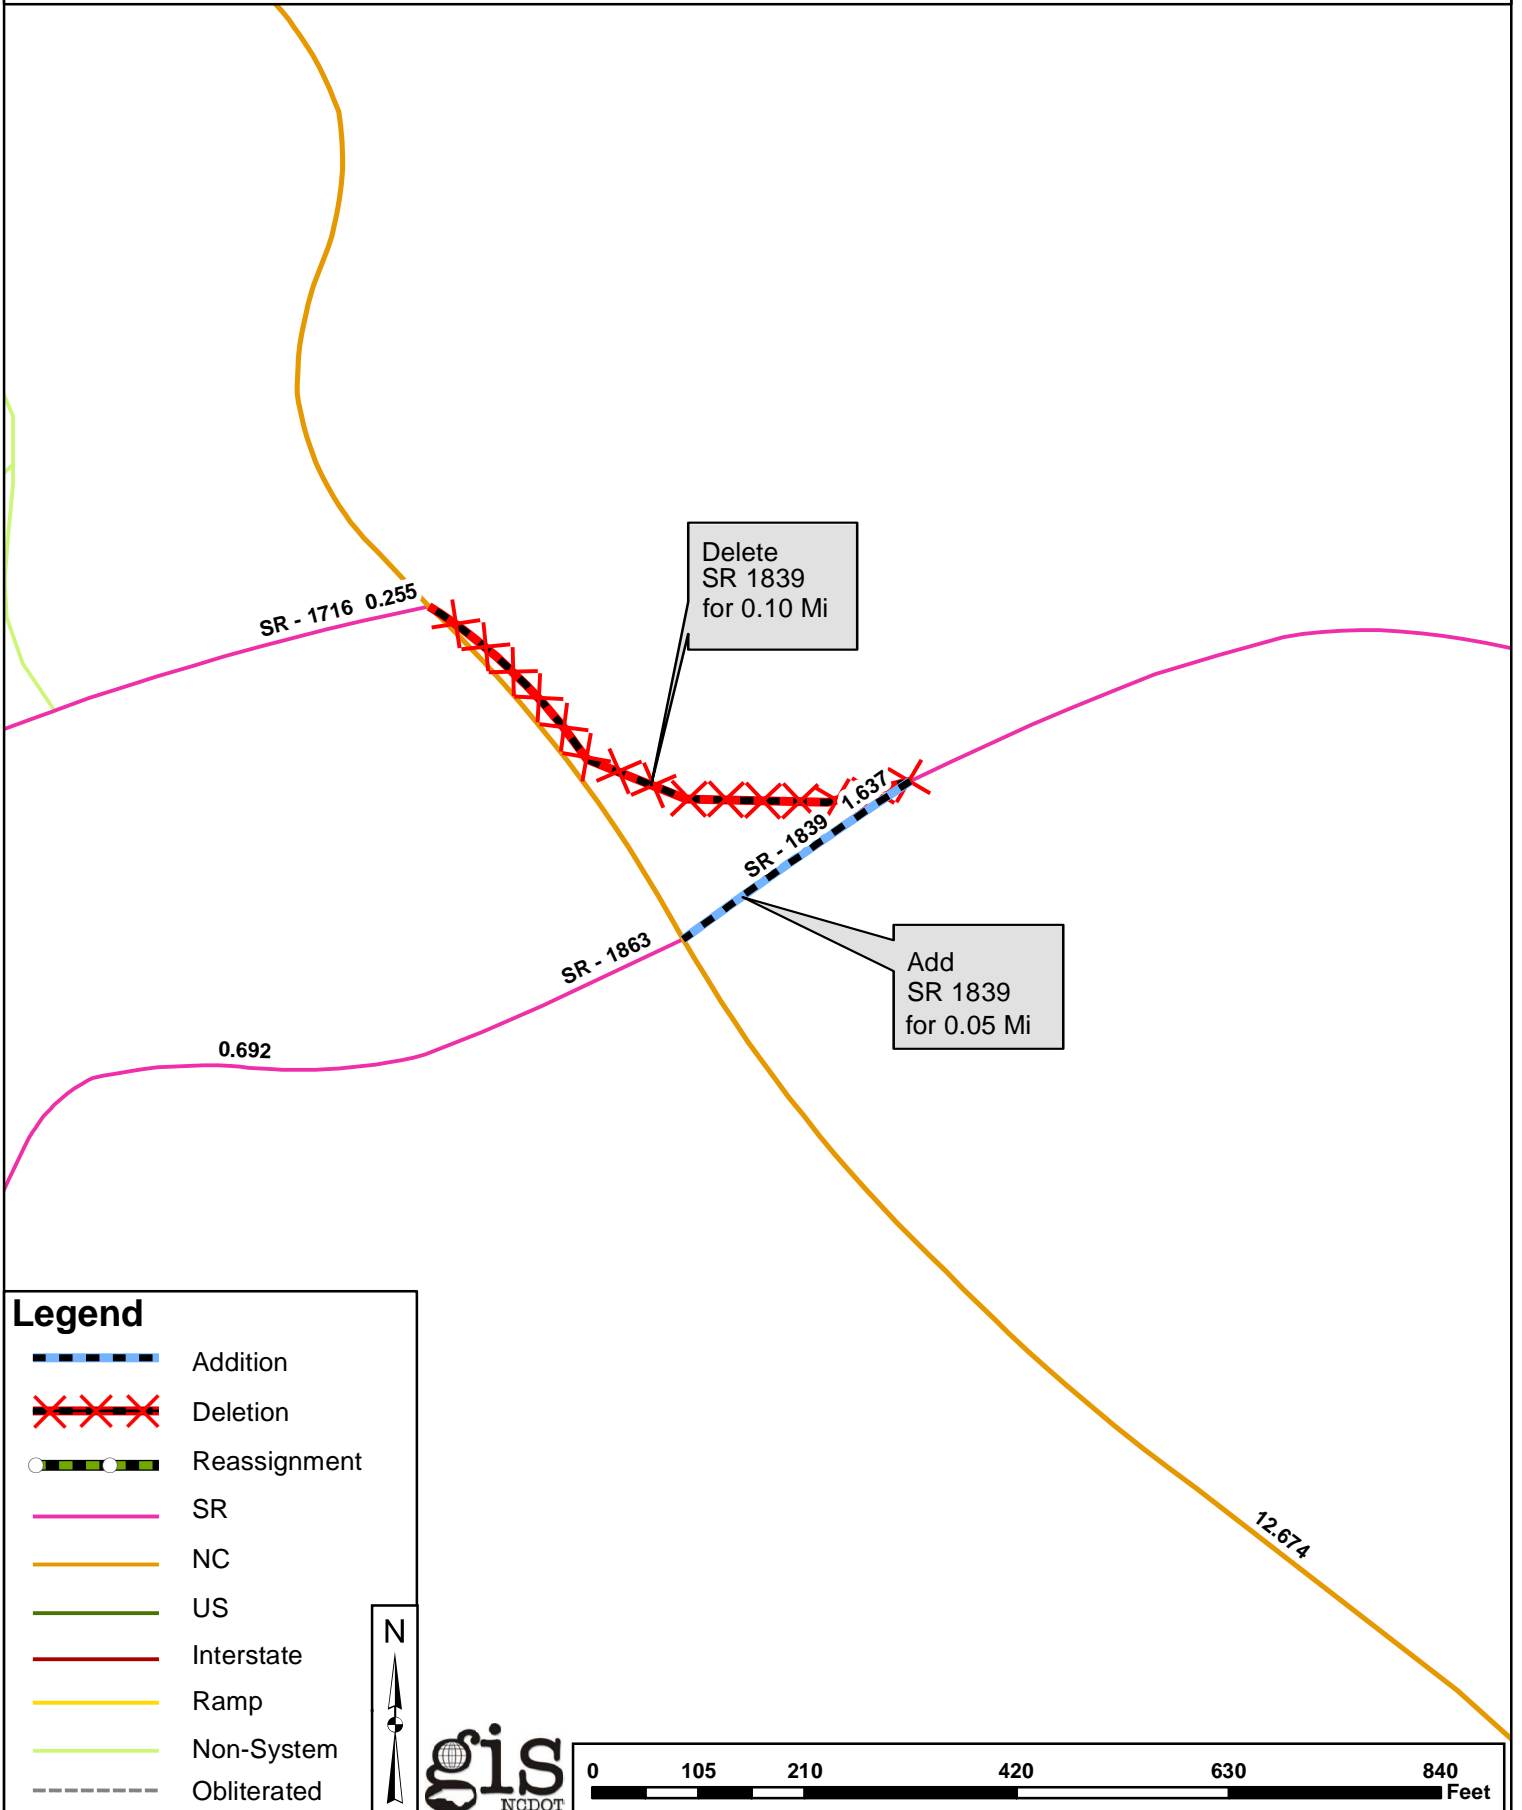 Delete
SR 1839
for 0.10 Mi
SR - 1716 0.255
SR - 1839 1.637
SR - 1863
Add
SR 1839
for 0.05 Mi
0.692
12.674
Legend
Addition
Deletion
Reassignment
SR
NC
US
Interstate
Ramp
Non-System
Obliterated
N
gis
NCDOT
0 105 210 420 630 840
Feet